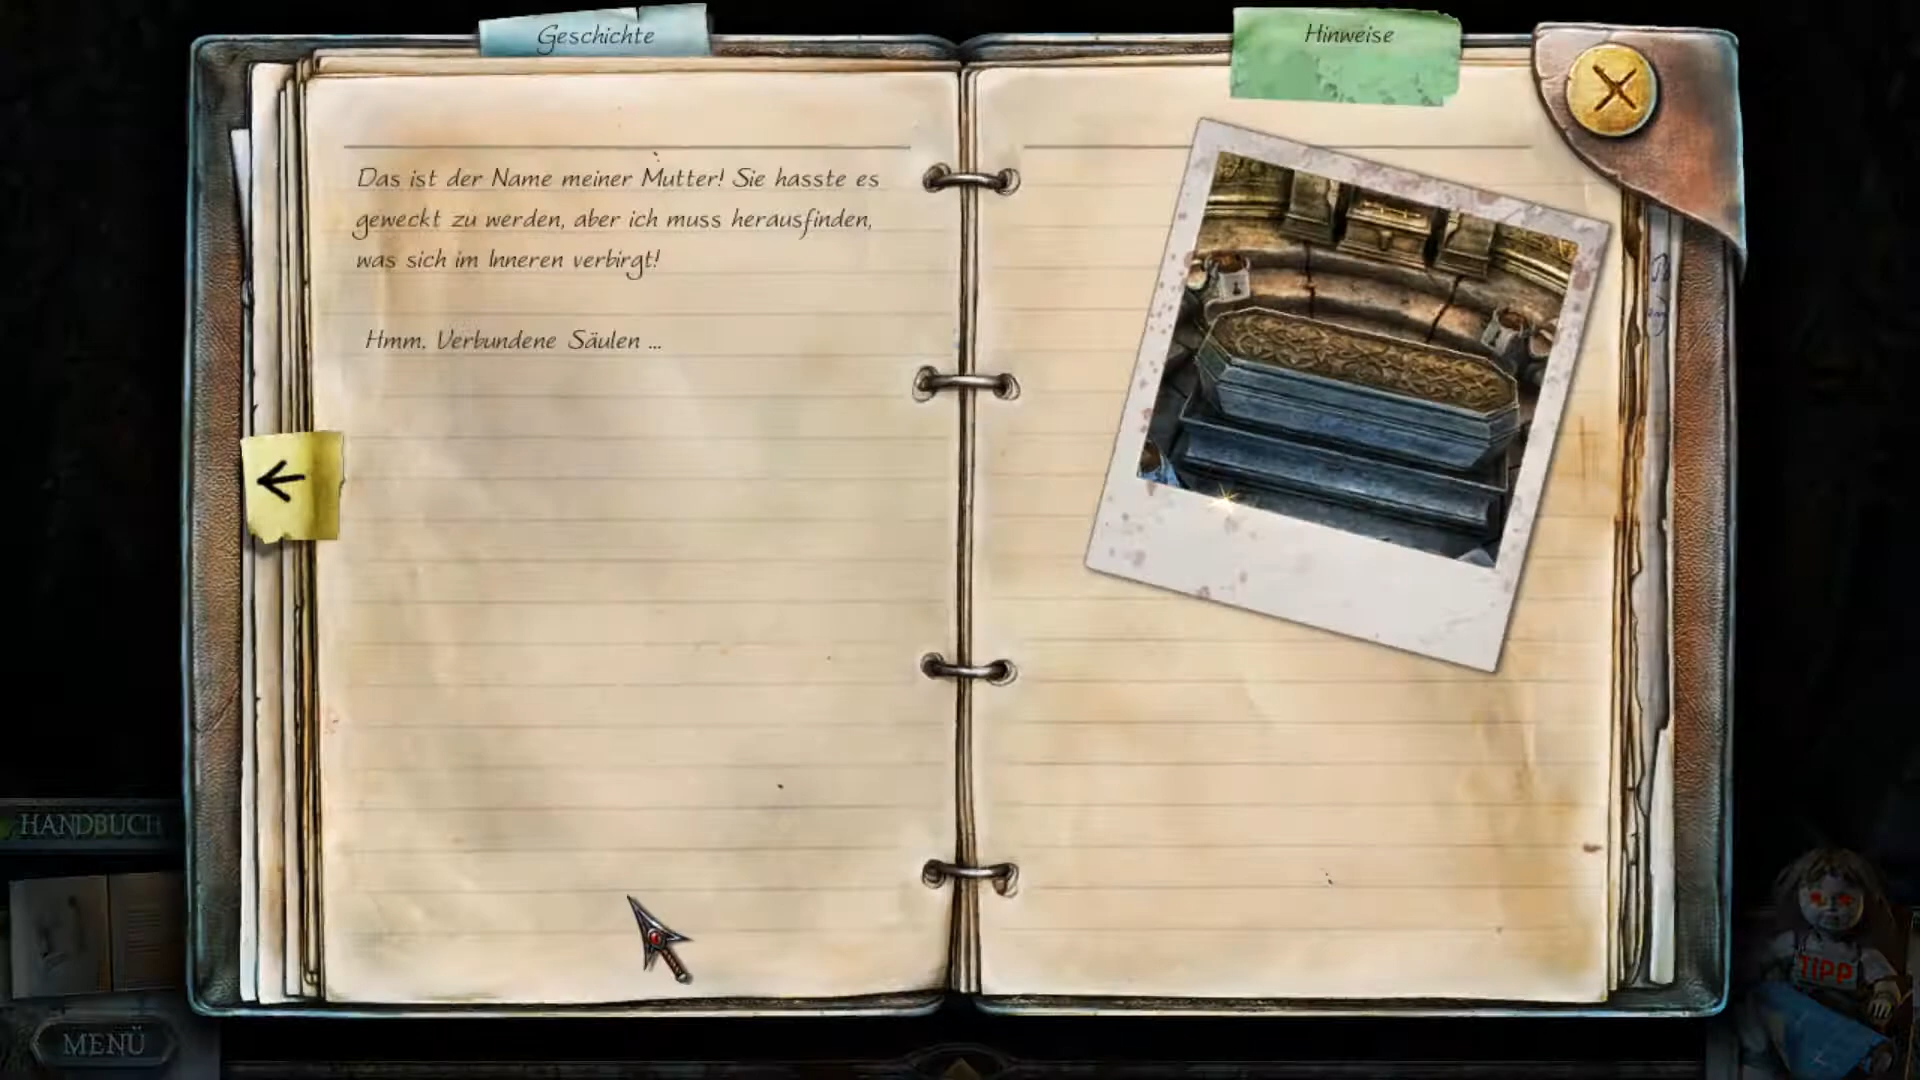 Geschichte
Hinweise
Das ist der Name meiner Mutter! Sie hasste es
geweckt zu werden, aber ich muss herausfinden,
was sich im Inneren verbirgt!
Hmm. Verbundene Säulen ...
HANDBUCH
MENÜ
TIPP